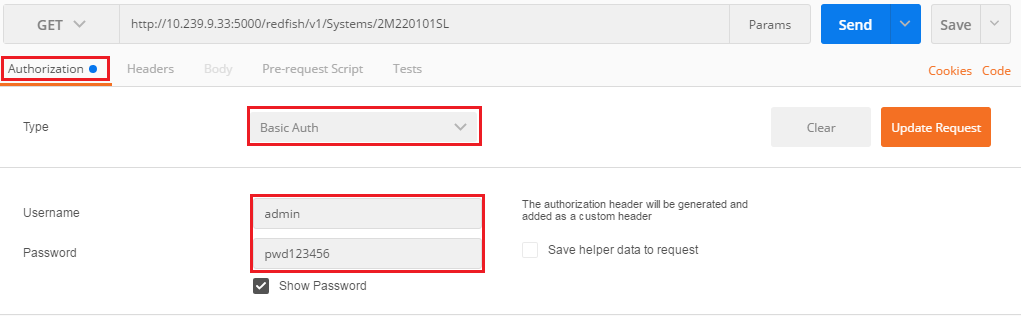 GET http://10.239.9.33:5000/redfish/v1/Systems/2M220101SL Params Send Save
Authorization Headers Body Pre-request Script Tests Cookies Code
Type Basic Auth Clear Update Request
Username admin
The authorization header will be generated and
added as a custom header
Password pwd123456 Save helper data to request
Show Password